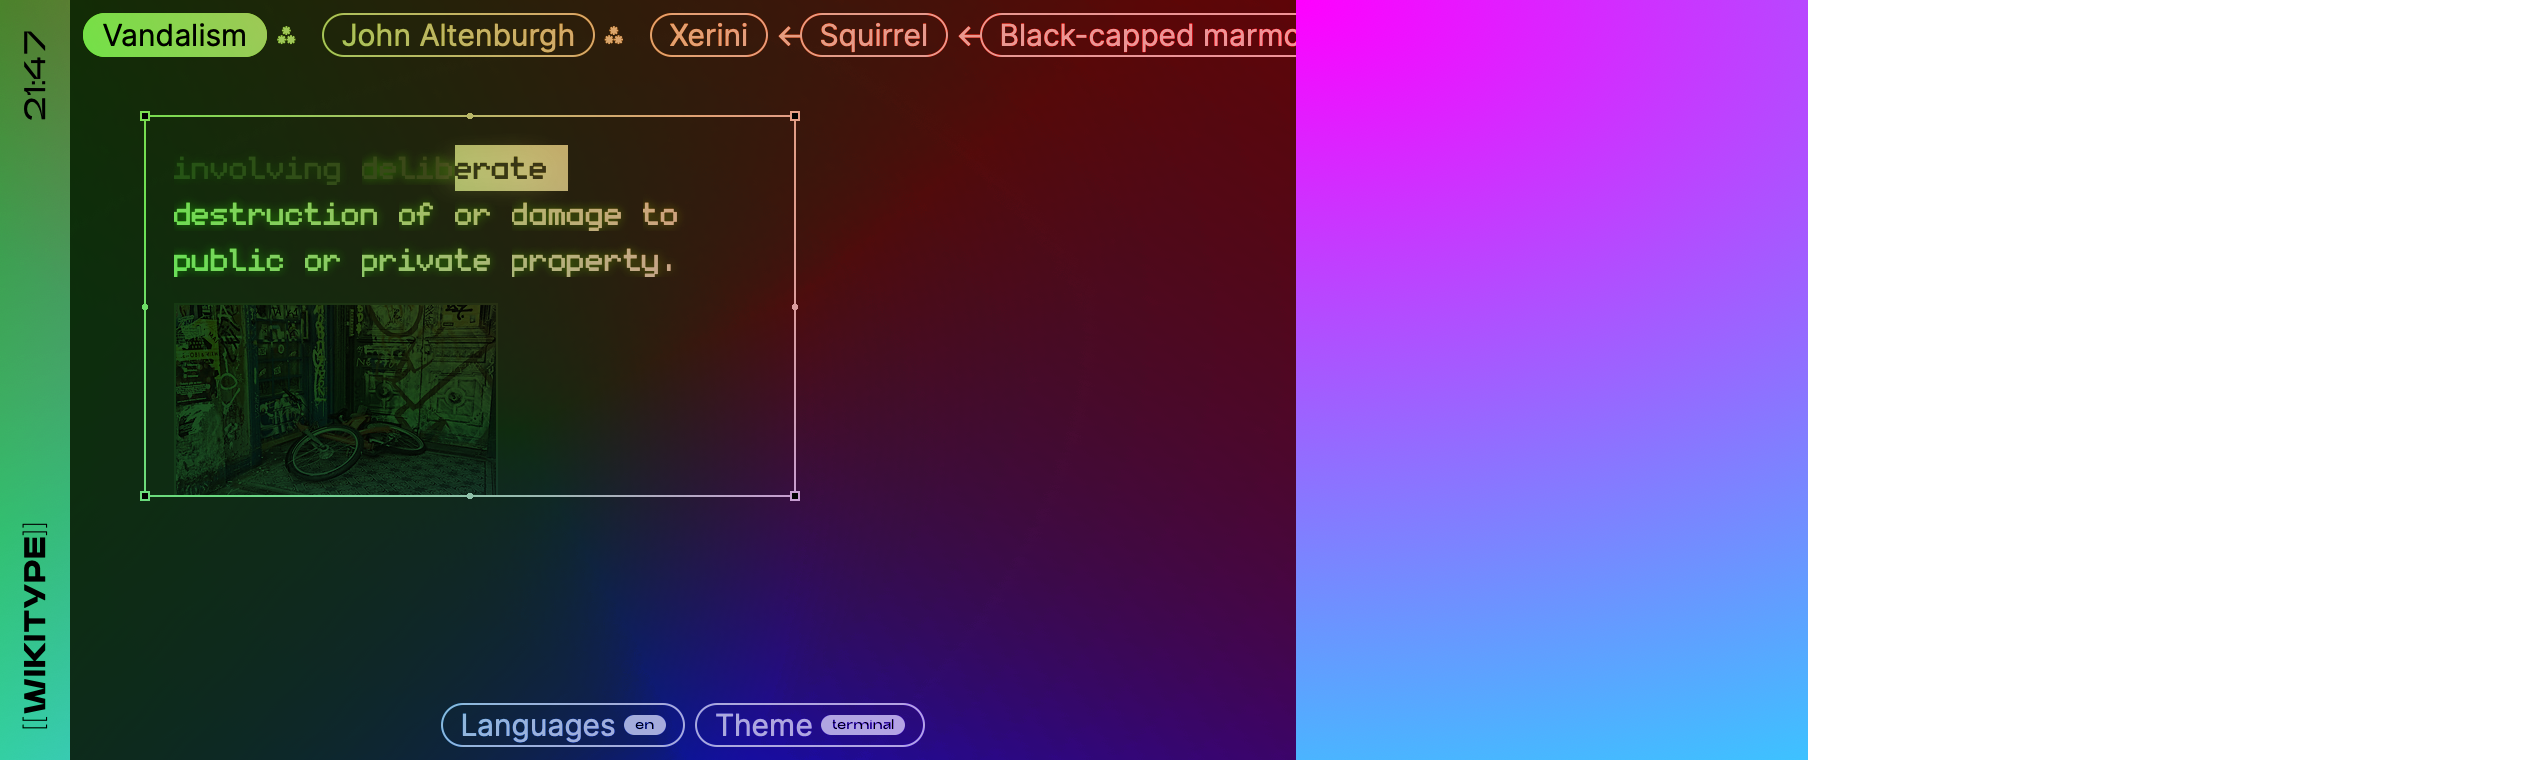 21:47
[[WIKITYPE]]
Vandalism
John Altenburgh
Xerini
Squirrel
Black-capped
involving deliberate
destruction of or damage to
public or private property.
Languages en
Theme terminal